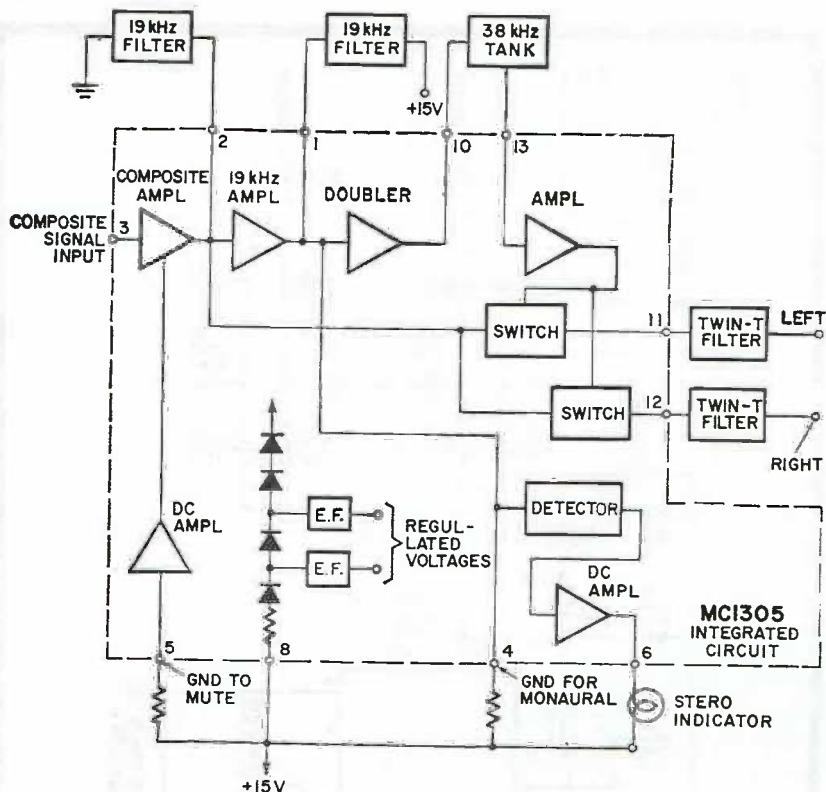 19 kHz
FILTER
19 kHz
FILTER
38 kHz
TANK
+15V
2
1
10
13
COMPOSITE
AMPL
19 kHz
AMPL
DOUBLER
AMPL
COMPOSITE
SIGNAL
INPUT
3
SWITCH
11
TWIN-T
FILTER
LEFT
SWITCH
12
TWIN-T
FILTER
RIGHT
DC
AMPL
E.F.
E.F.
REGU-
LATED
VOLTAGES
DETECTOR
DC
AMPL
MC1305
INTEGRATED
CIRCUIT
5
GND TO
MUTE
8
4
GND FOR
MONAURAL
6
STERO
INDICATOR
+15V